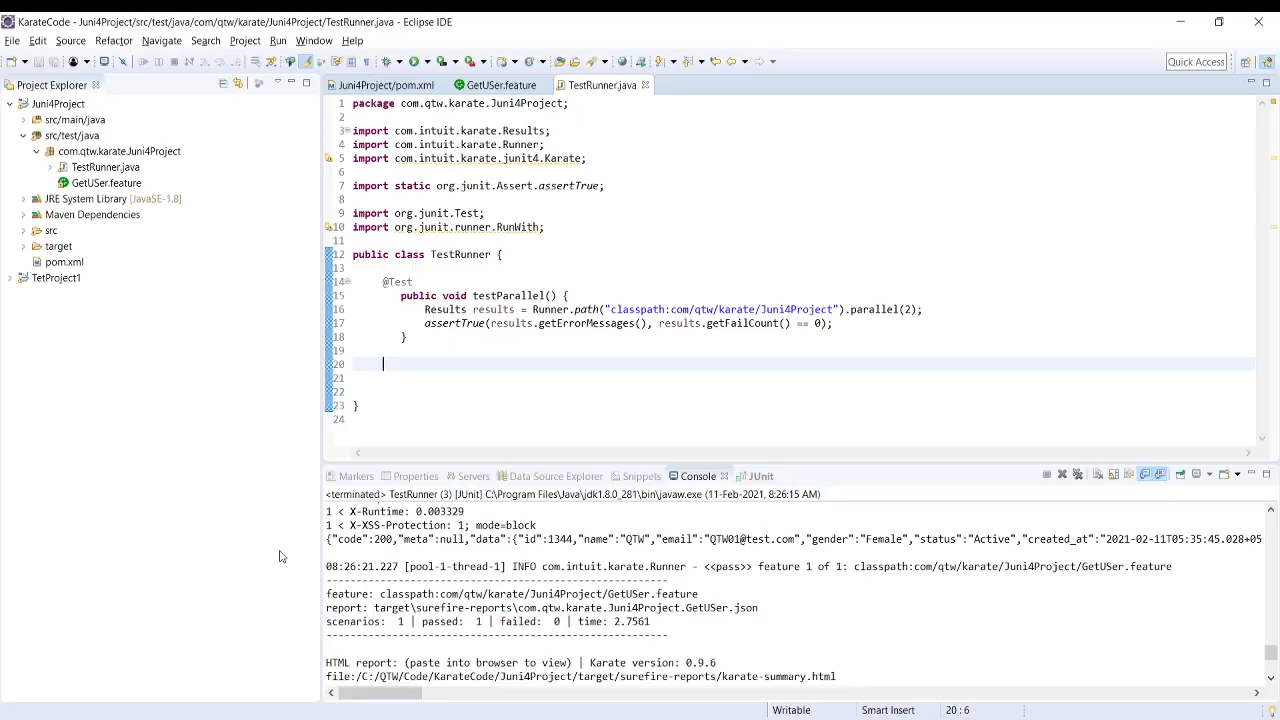 KarateCode - Juni4Project/src/test/java/com/qtw/karate/Juni4Project/TestRunner.java - Eclipse IDE
File Edit Source Refactor Navigate Search Project Run Window Help
Quick Access
Project Explorer
Juni4Project/pom.xml GetUSer.feature TestRunner.java
Juni4Project
src/main/java
src/test/java
com.qtw.karate.Juni4Project
TestRunner.java
GetUSer.feature
JRE System Library [JavaSE-1.8]
Maven Dependencies
src
target
pom.xml
TetProject1
1 package com.qtw.karate.Juni4Project;
2
3 import com.intuit.karate.Results;
4 import com.intuit.karate.Runner;
5 import com.intuit.karate.junit4.Karate;
6
7 import static org.junit.Assert.assertTrue;
8
9 import org.junit.Test;
10 import org.junit.runner.RunWith;
11
12 public class TestRunner {
13
14 @Test
15 public void testParallel() {
16 Results results = Runner.path("classpath:com/qtw/karate/Juni4Project").parallel(2);
17 assertTrue(results.getErrorMessages(), results.getFailCount() == 0);
18 }
19
20
21
22
23 }
24
Markers Properties Servers Data Source Explorer Snippets Console JUnit
<terminated> TestRunner (3) [JUnit] C:\Program Files\Java\jdk1.8.0_281\bin\javaw.exe (11-Feb-2021, 8:26:15 AM)
1 < X-Runtime: 0.003329
1 < X-XSS-Protection: 1; mode=block
{"code":200,"meta":null,"data":{"id":1344,"name":"QTW","email":"QTW01@test.com","gender":"Female","status":"Active","created_at":"2021-02-11T05:35:45.028+05
08:26:21.227 [pool-1-thread-1] INFO com.intuit.karate.Runner - <<pass>> feature 1 of 1: classpath:com/qtw/karate/Juni4Project/GetUSer.feature
---------------------------------------------------------
feature: classpath:com/qtw/karate/Juni4Project/GetUSer.feature
report: target\surefire-reports\com.qtw.karate.Juni4Project.GetUSer.json
scenarios: 1 | passed: 1 | failed: 0 | time: 2.7561
---------------------------------------------------------
HTML report: (paste into browser to view) | Karate version: 0.9.6
file:/C:/QTW/Code/KarateCode/Juni4Project/target/surefire-reports/karate-summary.html
Writable Smart Insert 20 : 6